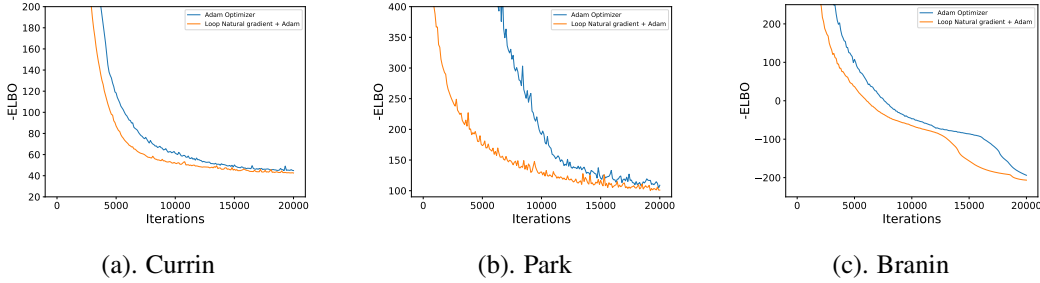 200
180
160
140
120
100
80
60
40
20
-ELBO
0
5000
10000
15000
20000
Iterations
Adam Optimizer
Loop Natural gradient + Adam
(a). Currin
-400
350
300
250
200
150
100
-ELBO
0
5000
10000
15000
20000
Iterations
Adam Optimizer
Loop Natural gradient + Adam
(b). Park
200
100
0
−100
−200
-ELBO
0
5000
10000
15000
20000
Iterations
Adam Optimizer
Loop Natural gradient + Adam
(c). Branin